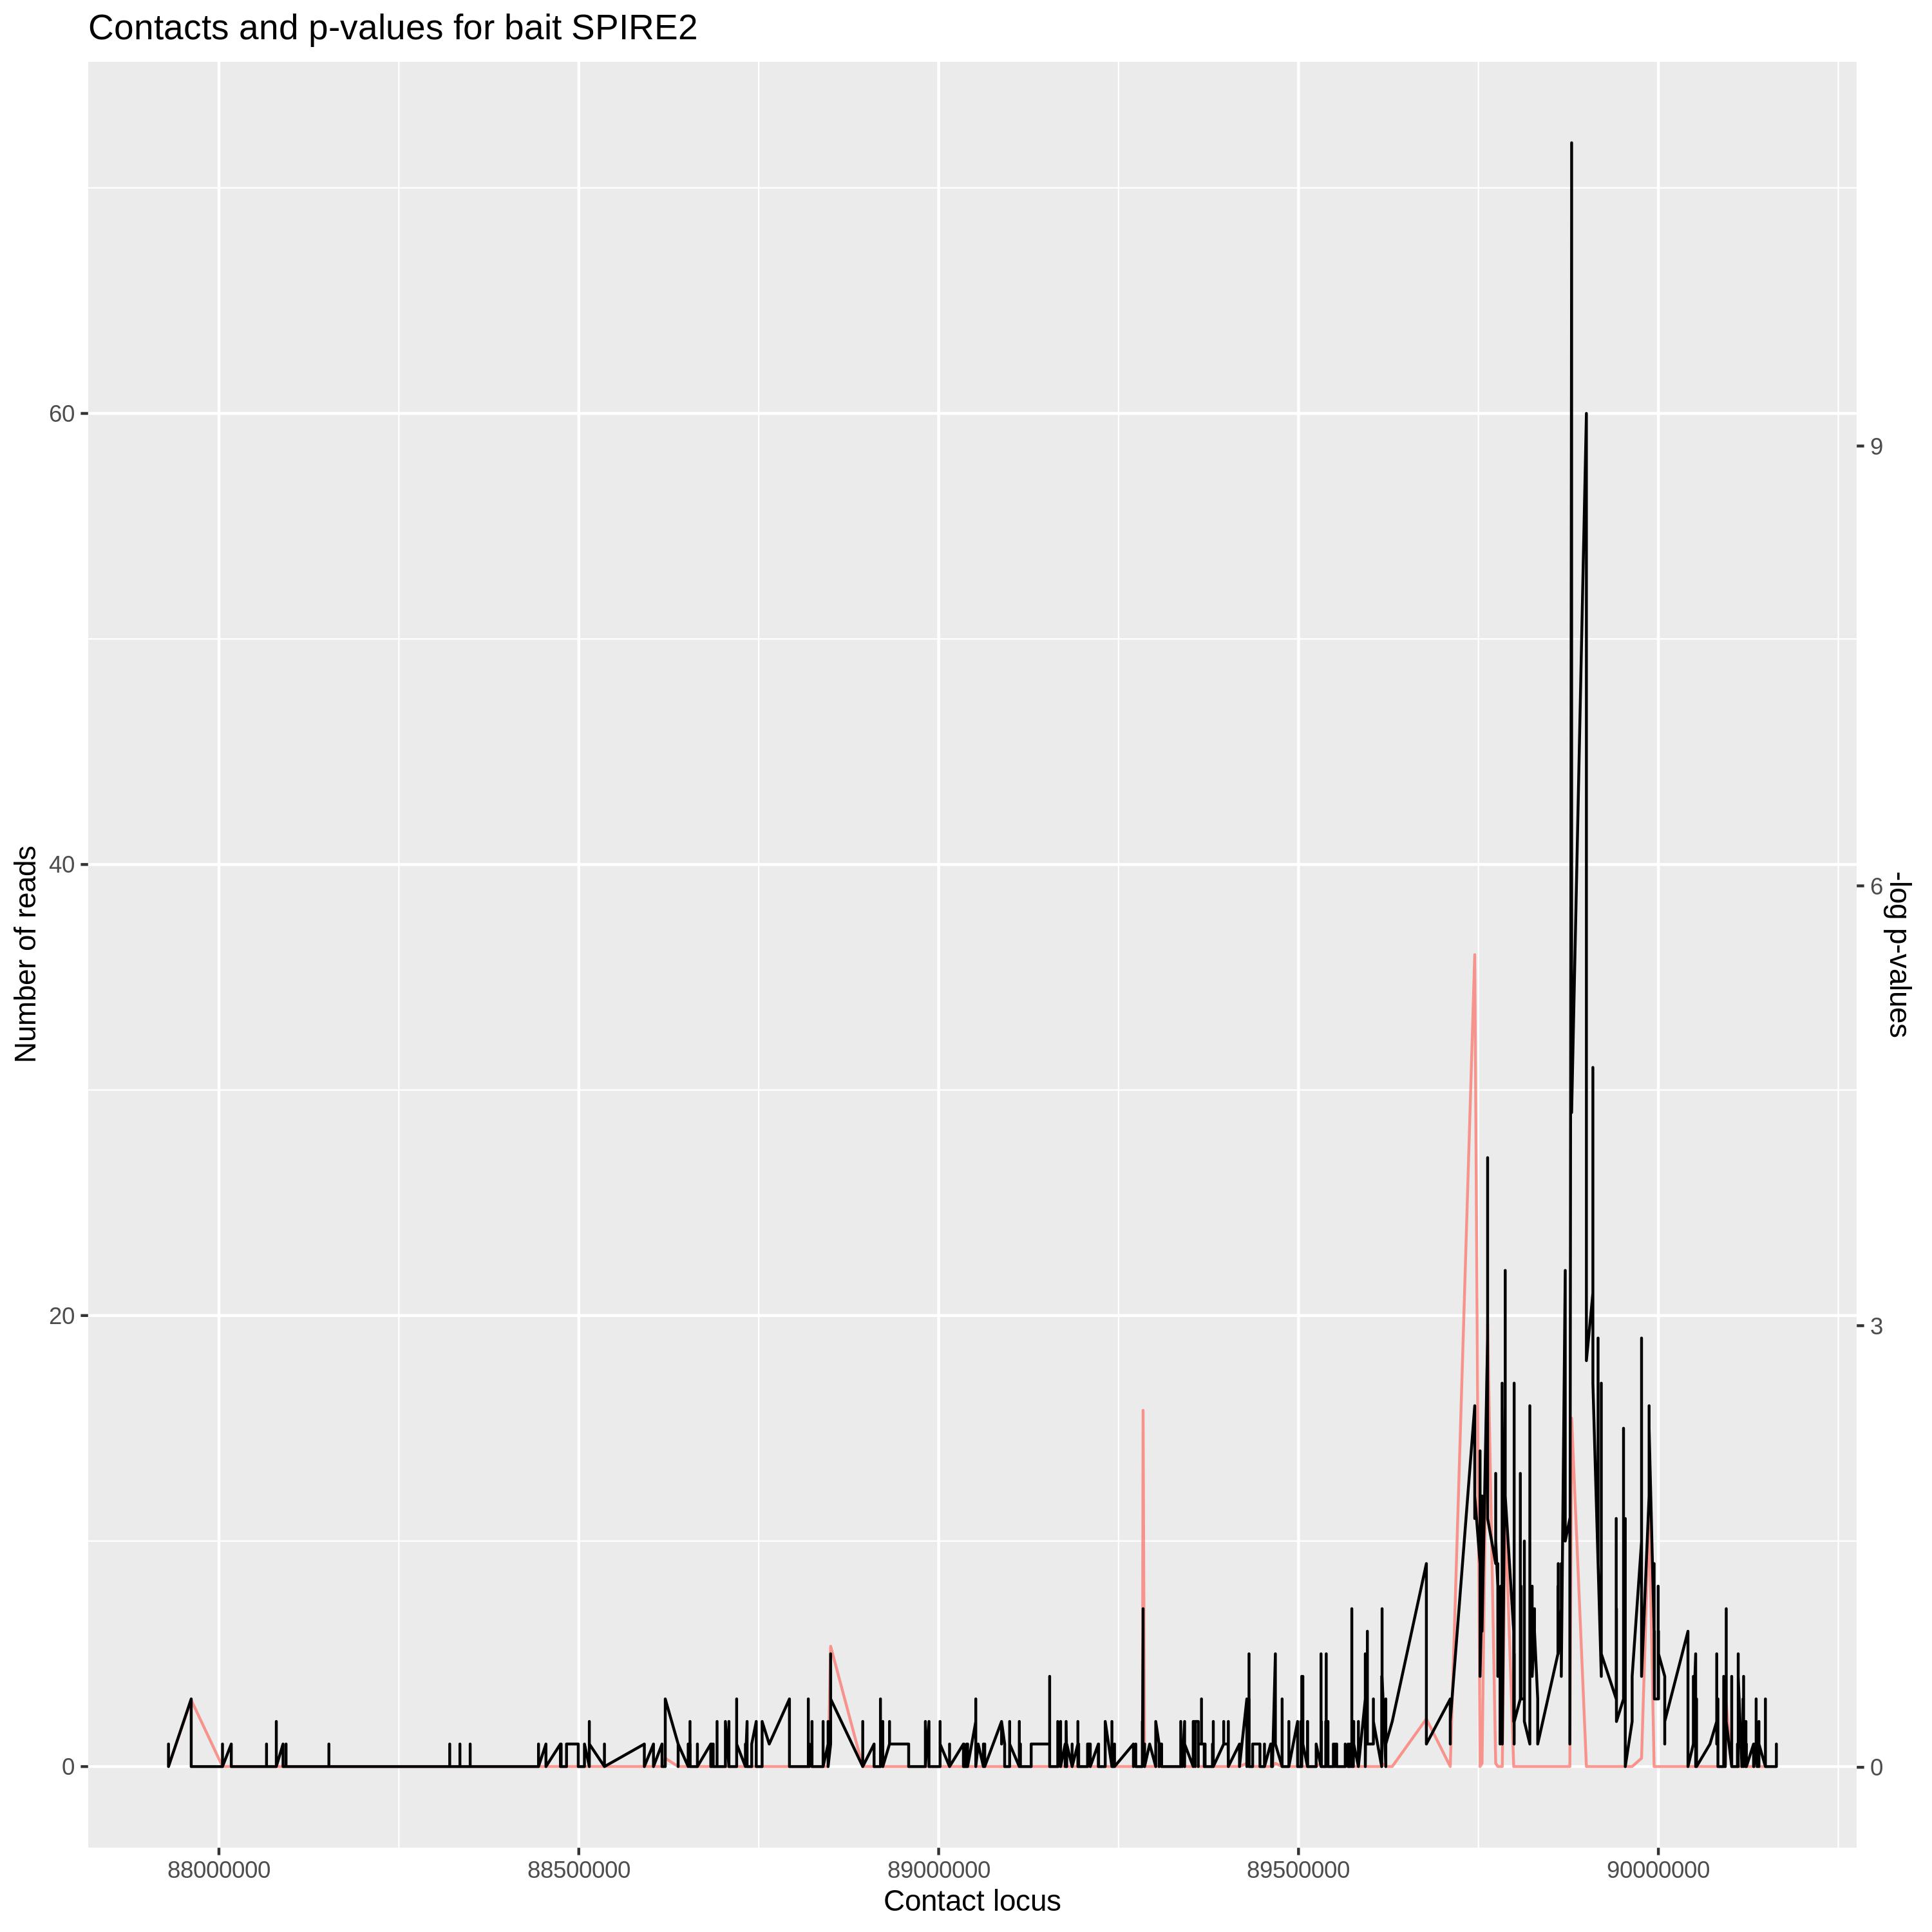 Contacts and p-values for bait SPIRE2
Number of reads
60
40
20
0
9
6
3
0
-log p-values
88000000 88500000 89000000 89500000 90000000
Contact locus